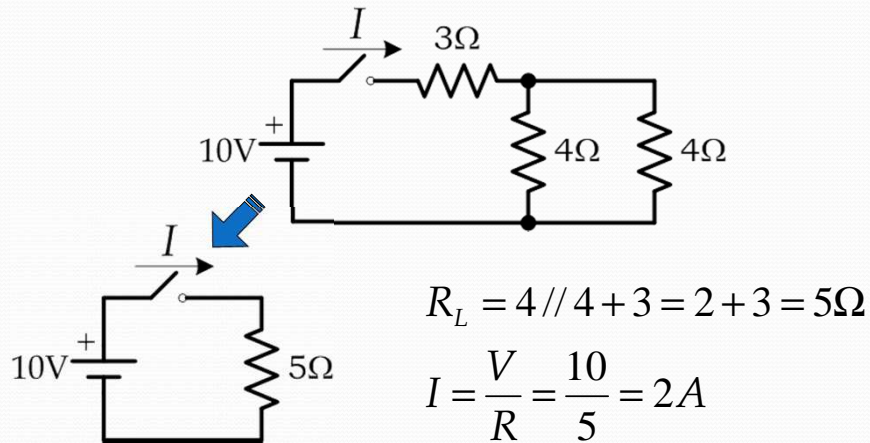 I
3Ω
+
10V
4Ω
4Ω
I
+
10V
5Ω
R_L = 4 // 4 + 3 = 2 + 3 = 5Ω
I = V/R = 10/5 = 2A